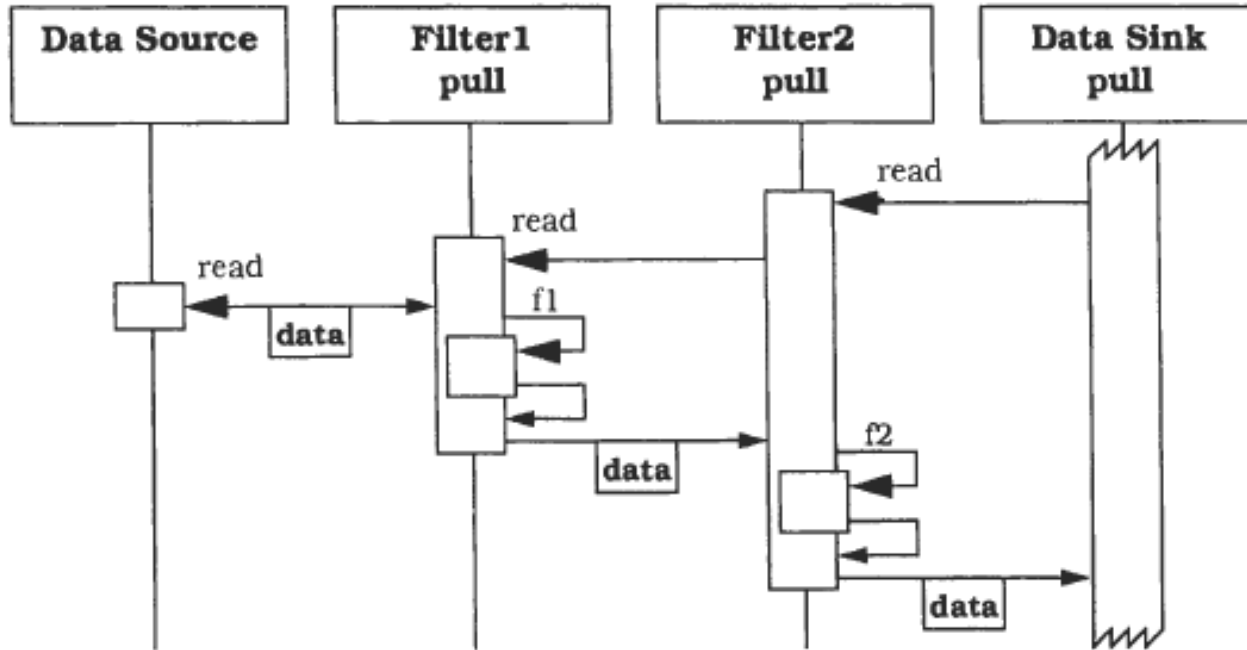 Data Source
Filter1
pull
Filter2
pull
Data Sink
pull
read
read
read
f1
data
f2
data
data